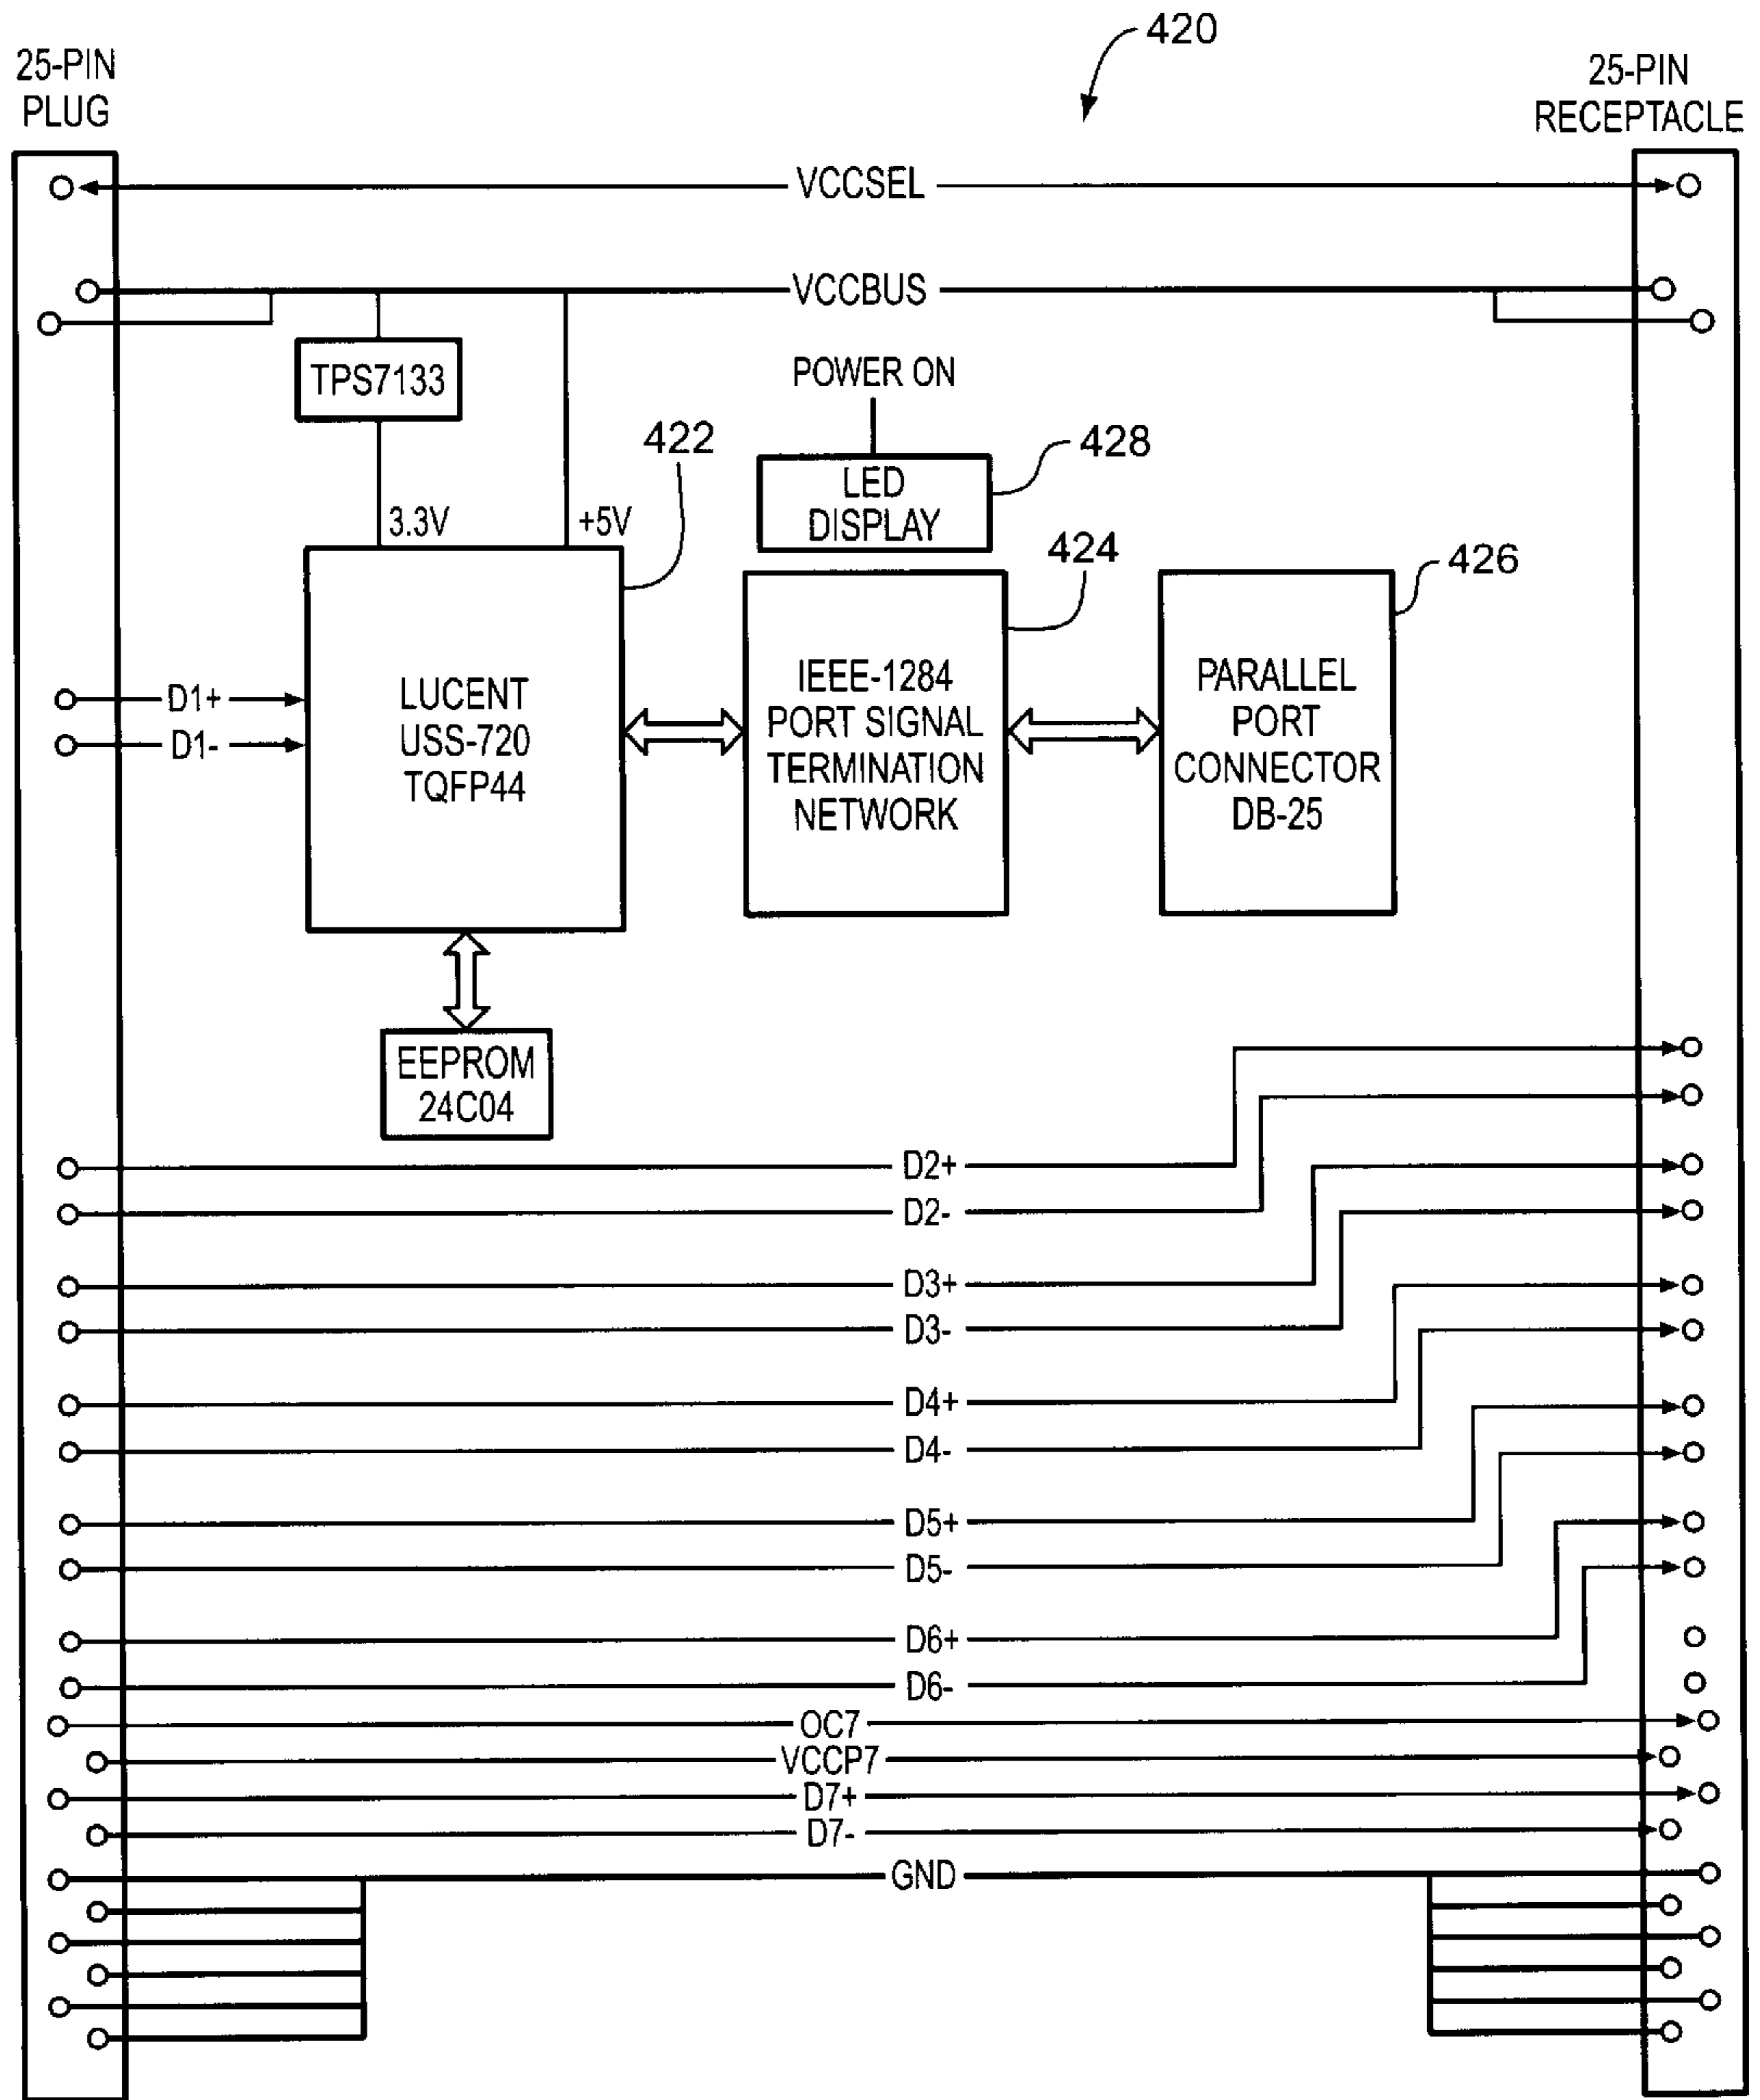 420
25-PIN
PLUG
25-PIN
RECEPTACLE
VCCSEL
VCCBUS
TPS7133
POWER ON
422
428
LED
DISPLAY
3.3V
+5V
424
426
LUCENT
USS-720
TQFP44
IEEE-1284
PORT SIGNAL
TERMINATION
NETWORK
PARALLEL
PORT
CONNECTOR
DB-25
D1+
D1-
EEPROM
24C04
D2+
D2-
D3+
D3-
D4+
D4-
D5+
D5-
D6+
D6-
OC7
VCCP7
D7+
D7-
GND